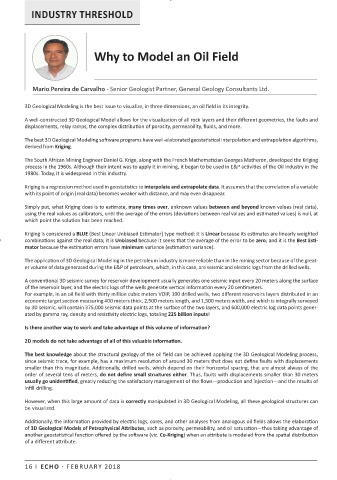 INDUSTRY THRESHOLD
Why to Model an Oil Field
Mario Pereira de Carvalho - Senior Geologist Partner, General Geology Consultants Ltd.
3D Geological Modeling is the best issue to visualize, in three dimensions, an oil field in its integrity.
A well-constructed 3D Geological Model allows for the visualization of all rock layers and their different geometries, the faults and
displacements, relay ramps, the complex distribution of porosity, permeability, fluids, and more.
The best 3D Geological Modeling software programs have well-elaborated geostatistical interpolation and extrapolation algorithms,
derived from Kriging.
The South African Mining Engineer Daniel G. Krige, along with the French Mathematician Georges Matheron, developed the Kriging
process in the 1960s. Although their intent was to apply it in mining, it began to be used in E&P activities of the Oil Industry in the
1980s. Today, it is widespread in this industry.
Kriging is a regression method used in geostatistics to interpolate and extrapolate data. It assumes that the correlation of a variable
with its point of origin (real data) becomes weaker with distance, and may even disappear.
Simply put, what Kriging does is to estimate, many times over, unknown values between and beyond known values (real data),
using the real values as calibrators, until the average of the errors (deviations between real values and estimated values) is nul, at
which point the solution has been reached.
Kriging is considered a BLUE (Best Linear Unbiased Estimator) type method: it is Linear because its estimates are linearly weighted
combinations against the real data; it is Unbiased because it seeks that the average of the error to be zero; and it is the Best Esti-
mator because the estimation errors have minimum variance (estimation variance).
The application of 3D Geological Modeling in the petroleum industry is more reliable than in the mining sector because of the great-
er volume of data generated during the E&P of petroleum, which, in this case, are seismic and electric logs from the drilled wells.
A conventional 3D seismic survey for reservoir development usually generates one seismic input every 20 meters along the surface
of the reservoir layer, and the electric logs of the wells generate vertical information every 20 centimeters.
For example, in an oil field with thirty million cubic meters VOIP, 100 drilled wells, two different reservoirs layers distributed in an
economic target section measuring 400 meters thick, 2,500 meters length, and 1,500 meters width, and which is integrally surveyed
by 3D seismic, will contain 375,000 seismic data points at the surface of the two layers, and 600,000 electric log data points gener-
ated by gamma ray, density and resistivity electric logs, totaling 225 billion inputs!
Is there another way to work and take advantage of this volume of information?
2D models do not take advantage of all of this valuable information.
The best knowledge about the structural geology of the oil field can be achieved applying the 3D Geological Modeling process,
since seismic trace, for example, has a maximum resolution of around 30 meters that does not define faults with displacements
smaller than this magnitude. Additionally, drilled wells, which depend on their horizontal spacing, that are almost always of the
order of several tens of meters, do not define small structures either. Thus, faults with displacements smaller than 30 meters
usually go unidentified, greatly reducing the satisfactory management of the flows—production and injection—and the results of
infill drilling.
However, when this large amount of data is correctly manipulated in 3D Geological Modeling, all these geological structures can
be visualized.
Additionally, the information provided by electric logs, cores, and other analyses from analogous oil fields allows the elaboration
of 3D Geological Models of Petrophysical Attributes, such as porosity, permeability, and oil saturation—thus taking advantage of
another geostatistical function offered by the software (viz. Co-Kriging) when an attribute is modeled from the spatial distribution
of a different attribute.
16 I ECHO · FEBRUARY 2018